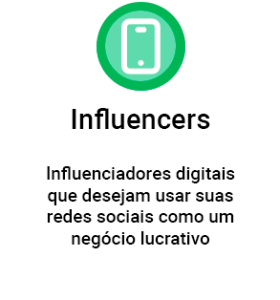 Influencers
Influenciadores digitais
que desejam usar suas
redes sociais como um
negócio lucrativo